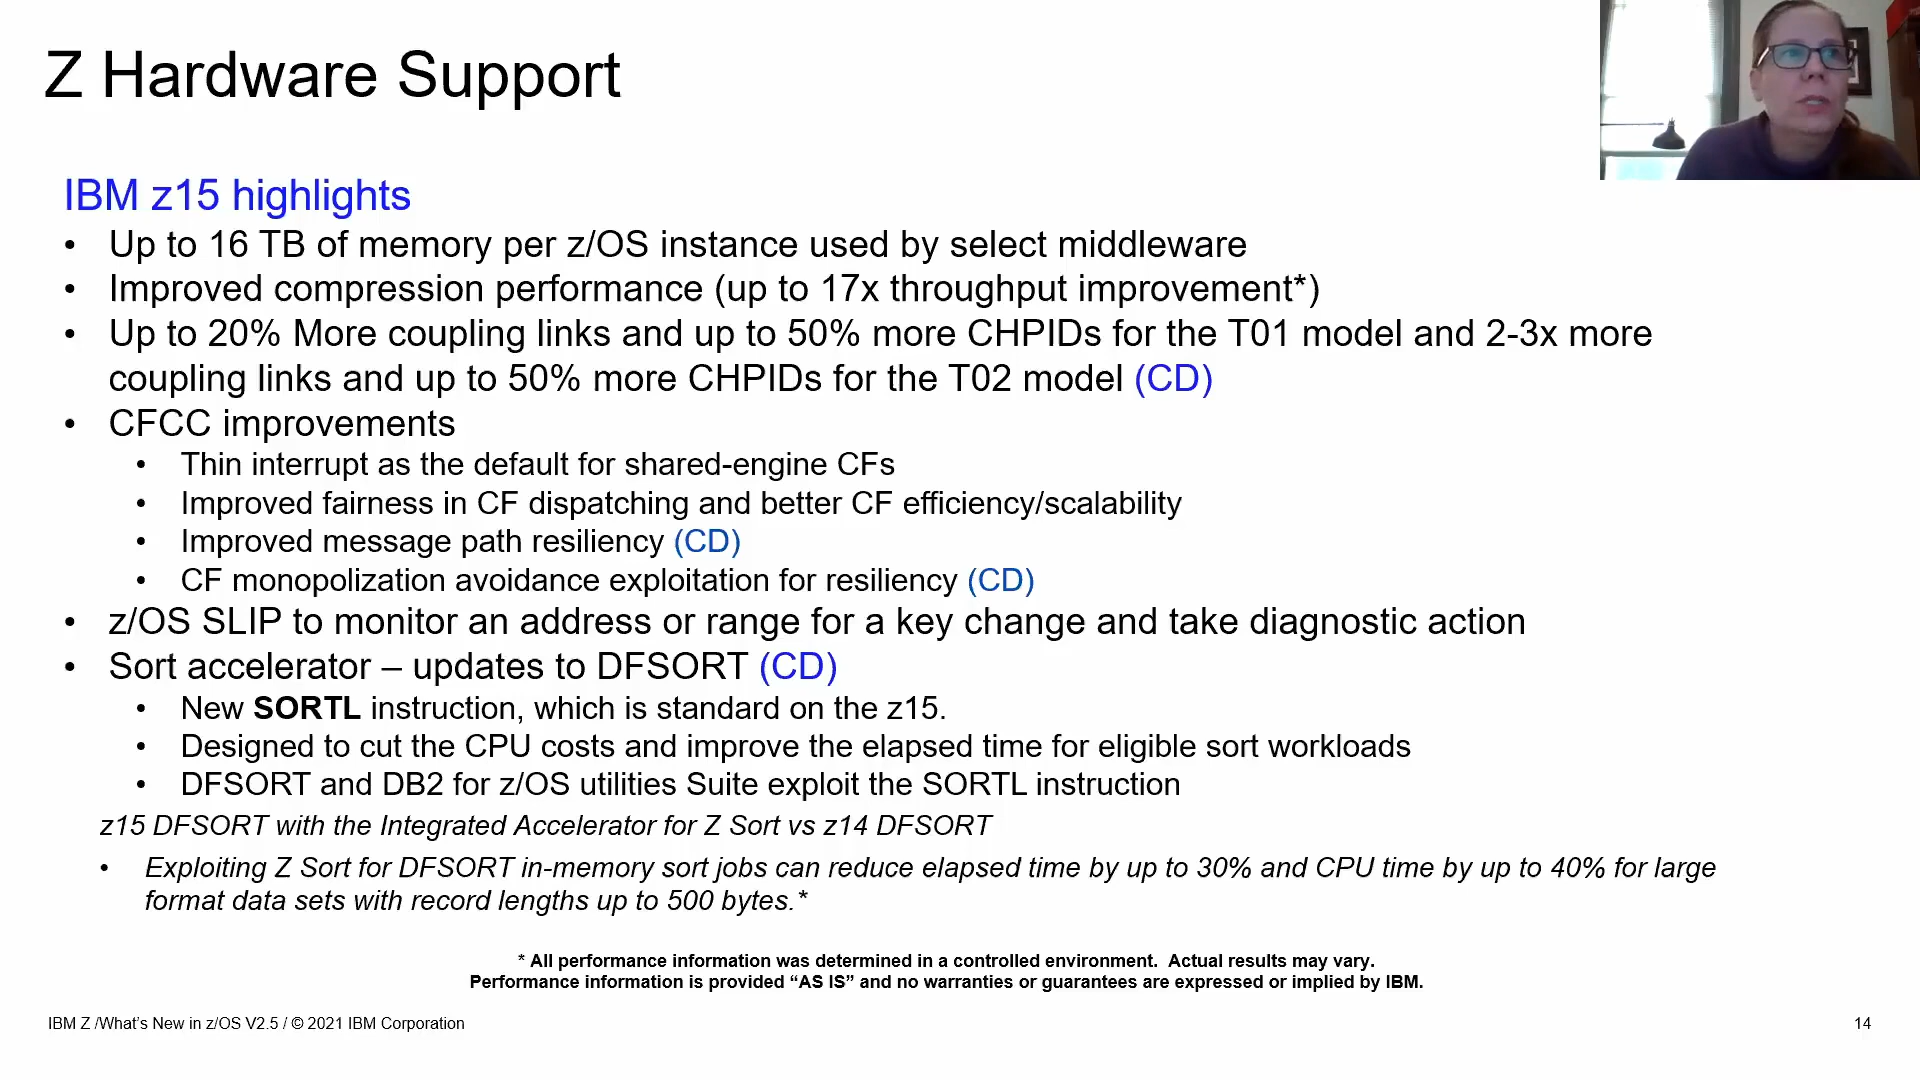 Z Hardware Support
IBM z15 highlights
• Up to 16 TB of memory per z/OS instance used by select middleware
• Improved compression performance (up to 17x throughput improvement*)
• Up to 20% More coupling links and up to 50% more CHPIDs for the T01 model and 2-3x more
coupling links and up to 50% more CHPIDs for the T02 model (CD)
• CFCC improvements
• Thin interrupt as the default for shared-engine CFs
• Improved fairness in CF dispatching and better CF efficiency/scalability
• Improved message path resiliency (CD)
• CF monopolization avoidance exploitation for resiliency (CD)
• z/OS SLIP to monitor an address or range for a key change and take diagnostic action
• Sort accelerator – updates to DFSORT (CD)
• New SORTL instruction, which is standard on the z15.
• Designed to cut the CPU costs and improve the elapsed time for eligible sort workloads
• DFSORT and DB2 for z/OS utilities Suite exploit the SORTL instruction
z15 DFSORT with the Integrated Accelerator for Z Sort vs z14 DFSORT
• Exploiting Z Sort for DFSORT in-memory sort jobs can reduce elapsed time by up to 30% and CPU time by up to 40% for large
format data sets with record lengths up to 500 bytes.*
* All performance information was determined in a controlled environment. Actual results may vary.
Performance information is provided “AS IS” and no warranties or guarantees are expressed or implied by IBM.
IBM Z /What’s New in z/OS V2.5 / © 2021 IBM Corporation
14